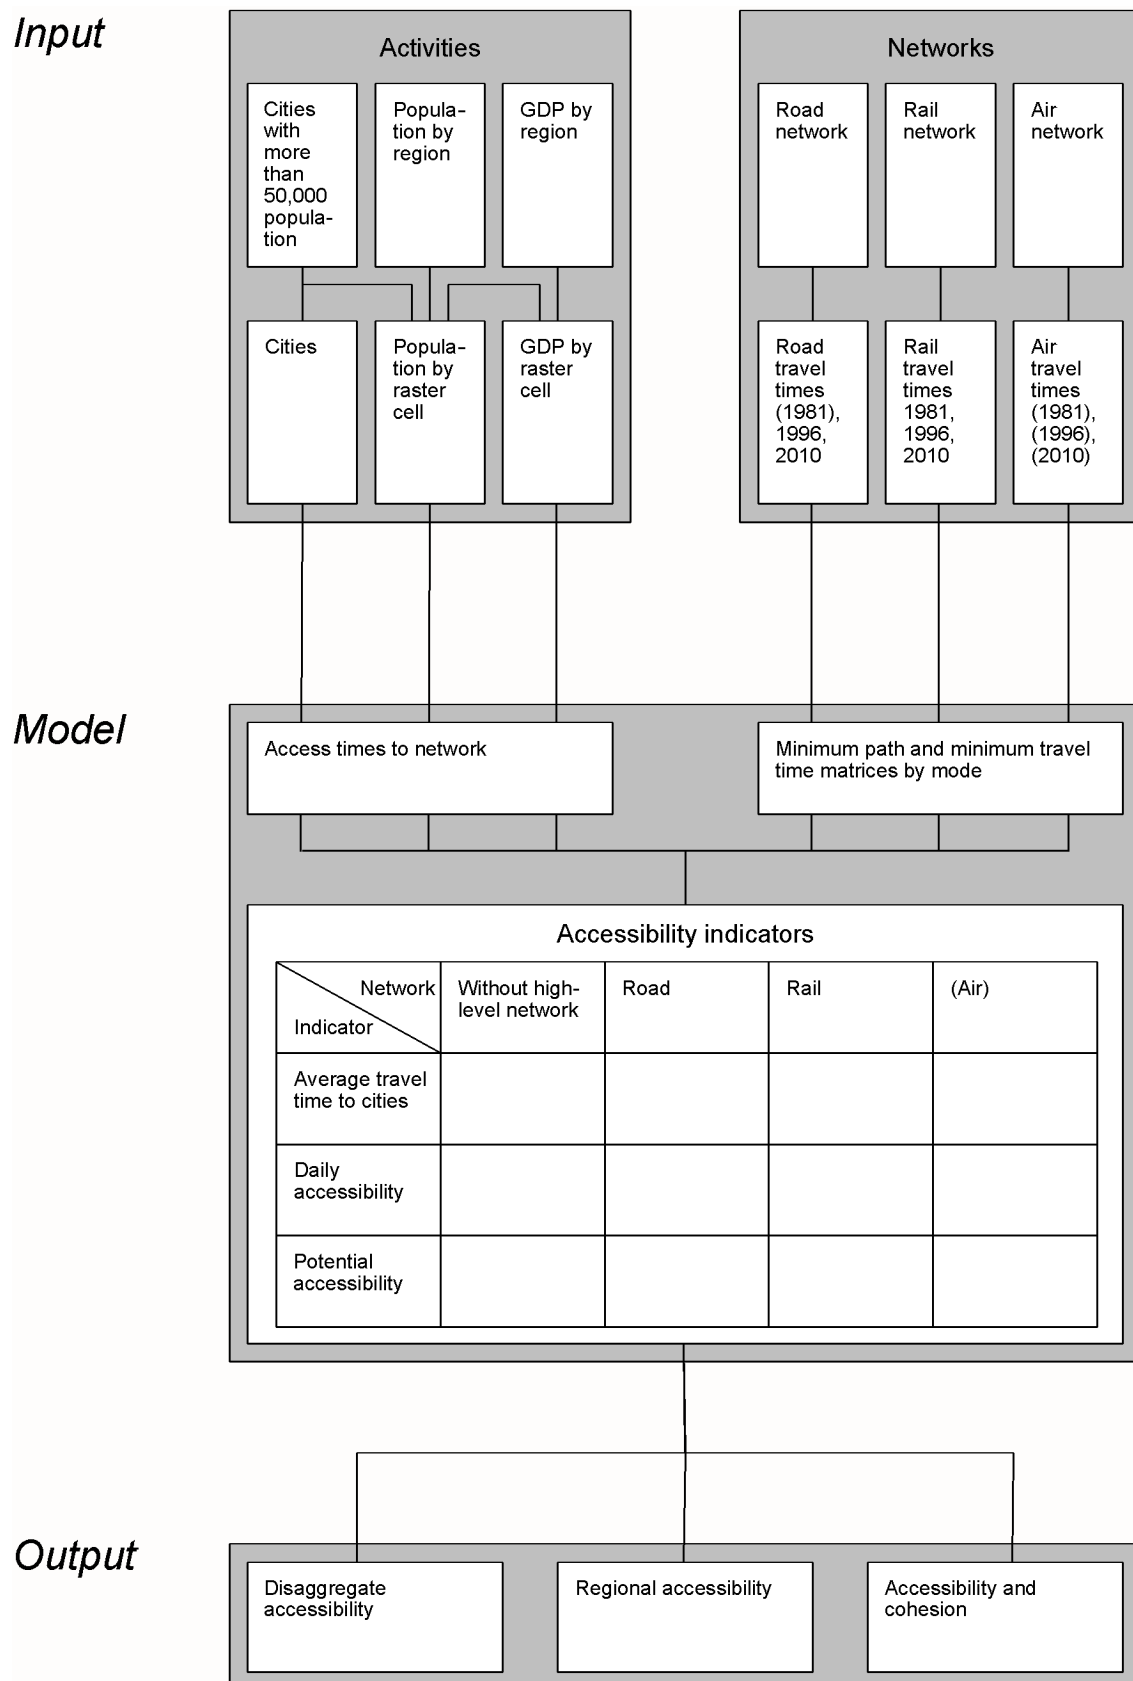 Input
Activities
Cities
with
more
than
50,000
popula-
tion
Popula-
tion by
region
GDP by
region
Cities
Popula-
tion by
raster
cell
GDP by
raster
cell
Networks
Road
network
Rail
network
Air
network
Road
travel
times
(1981),
1996,
2010
Rail
travel
times
1981,
1996,
2010
Air
travel
times
(1981),
(1996),
(2010)
Model
Access times to network
Minimum path and minimum travel
time matrices by mode
Accessibility indicators
Network
Indicator
Without high-
level network
Road
Rail
(Air)
Average travel
time to cities
Daily
accessibility
Potential
accessibility
Output
Disaggregate
accessibility
Regional accessibility
Accessibility and
cohesion